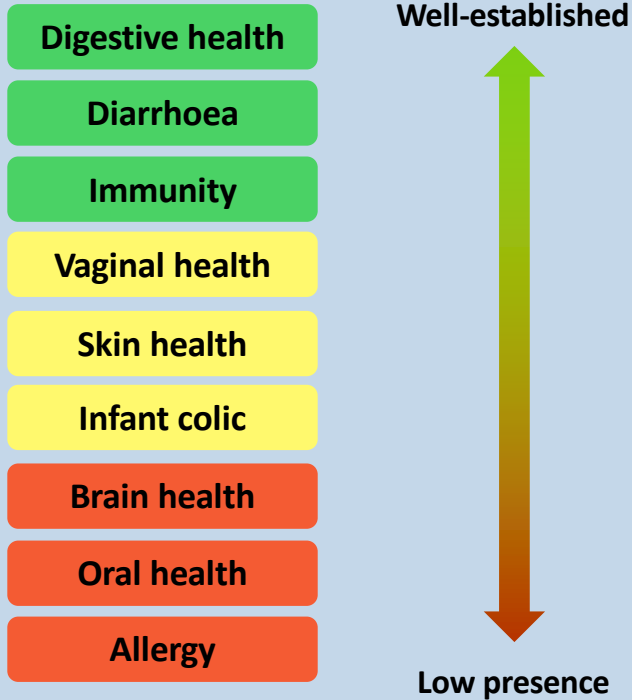 Well-established
Digestive health
Diarrhoea
Immunity
Vaginal health
Skin health
Infant colic
Brain health
Oral health
Allergy
Low presence